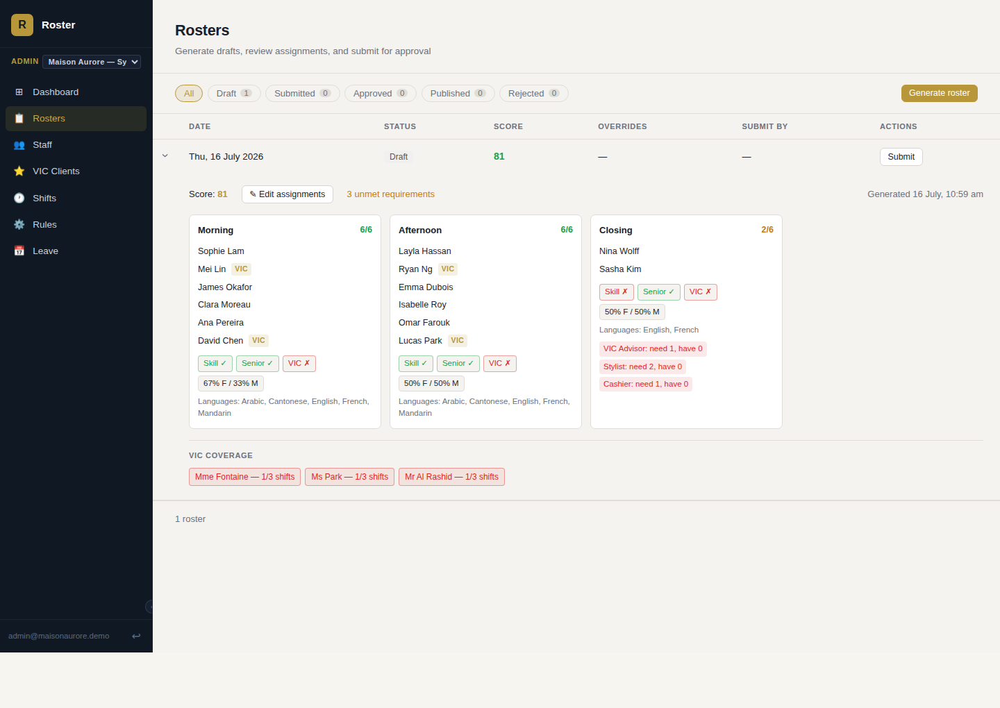 R Roster
ADMIN Maison Aurore — Sy
Dashboard
Rosters
Staff
VIC Clients
Shifts
Rules
Leave
admin@maisonaurore.demo
Rosters
Generate drafts, review assignments, and submit for approval
All Draft 1 Submitted 0 Approved 0 Published 0 Rejected 0 Generate roster
DATE STATUS SCORE OVERRIDES SUBMIT BY ACTIONS
Thu, 16 July 2026 Draft 81 — — Submit
Score: 81 ✎ Edit assignments 3 unmet requirements Generated 16 July, 10:59 am
Morning 6/6
Sophie Lam
Mei Lin VIC
James Okafor
Clara Moreau
Ana Pereira
David Chen VIC
Skill ✓ Senior ✓ VIC ✗
67% F / 33% M
Languages: Arabic, Cantonese, English, French,
Mandarin
Afternoon 6/6
Layla Hassan
Ryan Ng VIC
Emma Dubois
Isabelle Roy
Omar Farouk
Lucas Park VIC
Skill ✓ Senior ✓ VIC ✗
50% F / 50% M
Languages: Arabic, Cantonese, English, French,
Mandarin
Closing 2/6
Nina Wolff
Sasha Kim
Skill ✗ Senior ✓ VIC ✗
50% F / 50% M
Languages: English, French
VIC Advisor: need 1, have 0
Stylist: need 2, have 0
Cashier: need 1, have 0
VIC COVERAGE
Mme Fontaine — 1/3 shifts Ms Park — 1/3 shifts Mr Al Rashid — 1/3 shifts
1 roster